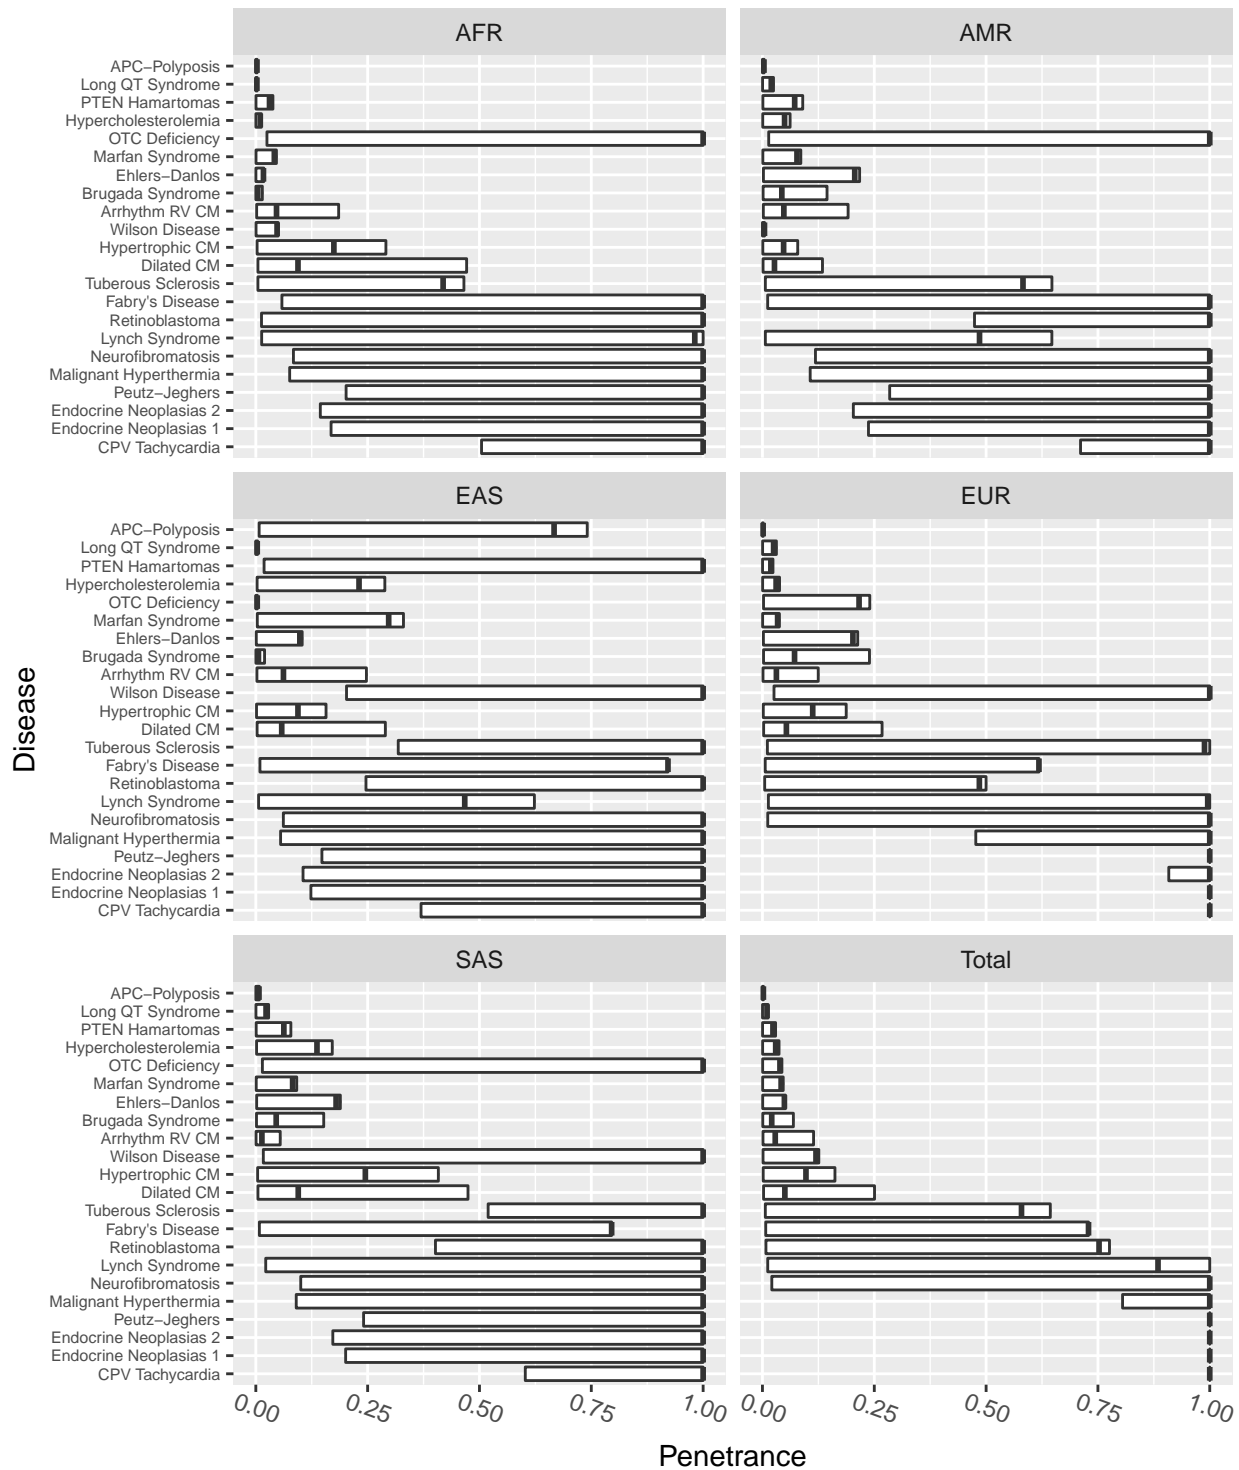 AFR
AMR
APC−Polyposis
Long QT Syndrome
PTEN Hamartomas
Hypercholesterolemia
OTC Deficiency
Marfan Syndrome
Ehlers−Danlos
Brugada Syndrome
Arrhythm RV CM
Wilson Disease
Hypertrophic CM
Dilated CM
Tuberous Sclerosis
Fabry's Disease
Retinoblastoma
Lynch Syndrome
Neurofibromatosis
Malignant Hyperthermia
Peutz−Jeghers
Endocrine Neoplasias 2
Endocrine Neoplasias 1
CPV Tachycardia
EAS
EUR
APC−Polyposis
Long QT Syndrome
PTEN Hamartomas
Hypercholesterolemia
OTC Deficiency
Marfan Syndrome
Ehlers−Danlos
Brugada Syndrome
Arrhythm RV CM
Wilson Disease
Hypertrophic CM
Dilated CM
Tuberous Sclerosis
Fabry's Disease
Retinoblastoma
Lynch Syndrome
Neurofibromatosis
Malignant Hyperthermia
Peutz−Jeghers
Endocrine Neoplasias 2
Endocrine Neoplasias 1
CPV Tachycardia
Disease
SAS
Total
APC−Polyposis
Long QT Syndrome
PTEN Hamartomas
Hypercholesterolemia
OTC Deficiency
Marfan Syndrome
Ehlers−Danlos
Brugada Syndrome
Arrhythm RV CM
Wilson Disease
Hypertrophic CM
Dilated CM
Tuberous Sclerosis
Fabry's Disease
Retinoblastoma
Lynch Syndrome
Neurofibromatosis
Malignant Hyperthermia
Peutz−Jeghers
Endocrine Neoplasias 2
Endocrine Neoplasias 1
CPV Tachycardia
0.00 0.25 0.50 0.75 1.00
0.00 0.25 0.50 0.75 1.00
Penetrance